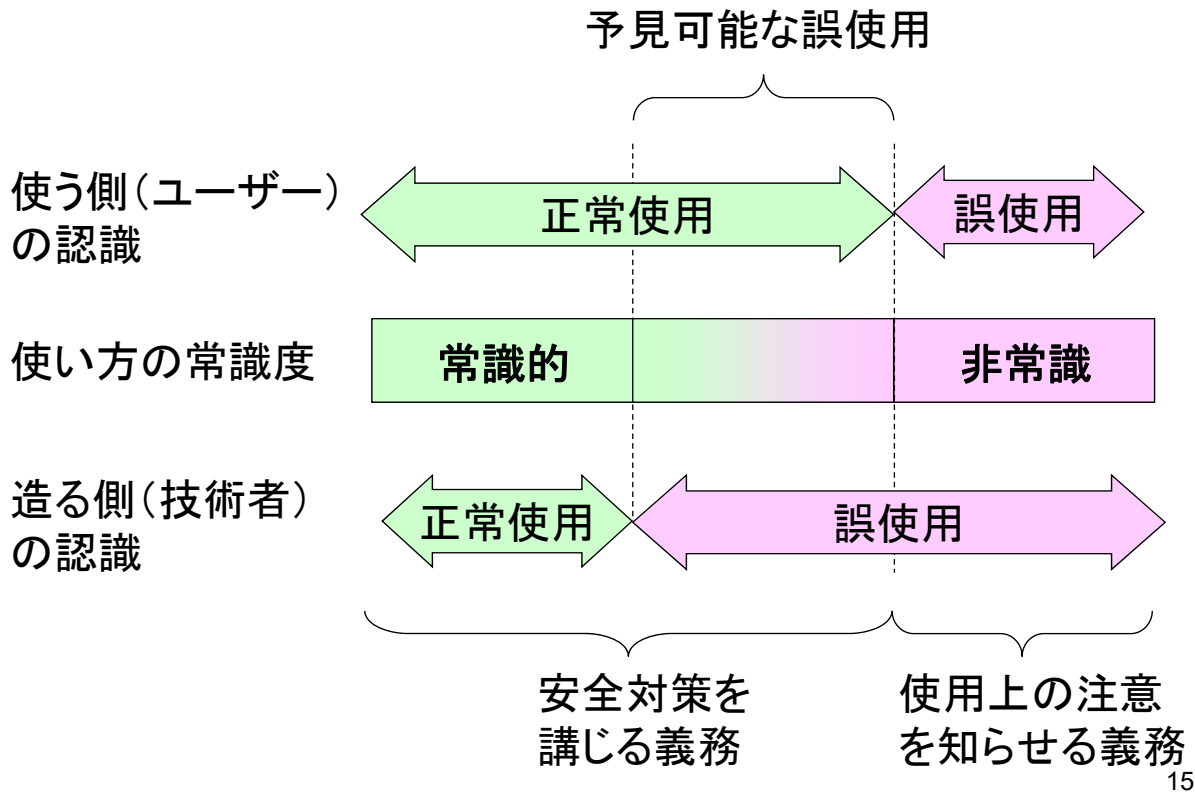 予見可能な誤使用
使う側（ユーザー）
の認識
正常使用
誤使用
使い方の常識度
常識的
非常識
造る側（技術者）
の認識
正常使用
誤使用
安全対策を
講じる義務
使用上の注意
を知らせる義務
15